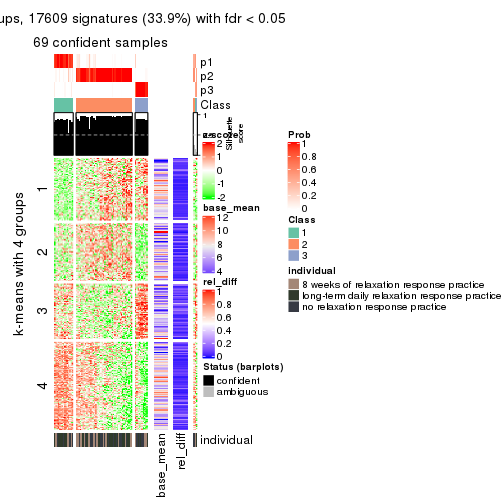 ups, 17609 signatures (33.9%) with fdr < 0.05
69 confident samples
p1
p2
p3
Class
1
0
Silhouette
score
k-means with 4 groups
1
2
3
4
z-score
2
1
0
-1
-2
base_mean
12
10
8
6
4
rel_diff
1
0.8
0.6
0.4
0.2
0
Status (barplots)
confident
ambiguous
Prob
1
0.8
0.6
0.4
0.2
0
Class
1
2
3
individual
8 weeks of relaxation response practice
long-term daily relaxation response practice
no relaxation response practice
individual
base_mean
rel_diff